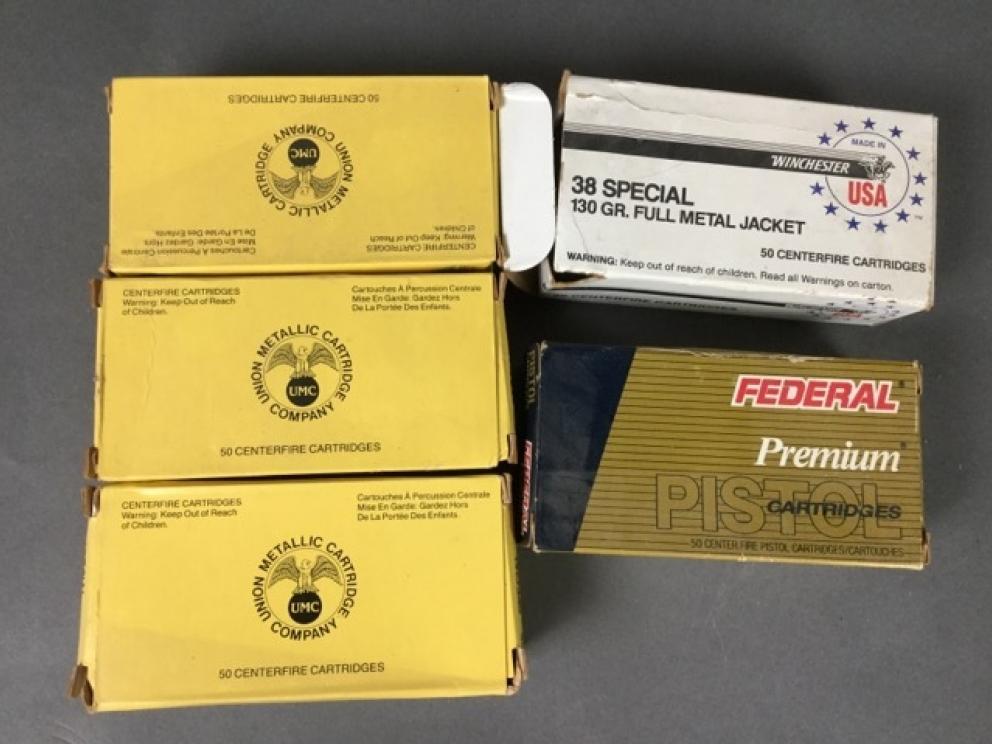 50 CENTERFIRE CARTRIDGES
UNION METALLIC CARTRIDGE COMPANY
UMC
CENTERFIRE CARTRIDGES
Warning: Keep Out of Reach
of Children.
Cartouches À Percussion Centrale
Mise En Garde: Gardez Hors
De La Portée Des Enfants.
CENTERFIRE CARTRIDGES
Warning: Keep Out of Reach
of Children.
Cartouches À Percussion Centrale
Mise En Garde: Gardez Hors
De La Portée Des Enfants.
UNION METALLIC CARTRIDGE COMPANY
UMC
50 CENTERFIRE CARTRIDGES
CENTERFIRE CARTRIDGES
Warning: Keep Out of Reach
of Children.
Cartouches À Percussion Centrale
Mise En Garde: Gardez Hors
De La Portée Des Enfants.
UNION METALLIC CARTRIDGE COMPANY
UMC
50 CENTERFIRE CARTRIDGES
MADE IN
WINCHESTER
USA
TM
38 SPECIAL
130 GR. FULL METAL JACKET
50 CENTERFIRE CARTRIDGES
WARNING: Keep out of reach of children. Read all Warnings on carton.
50 CENTERFIRE CARTRIDGES
FEDERAL®
Premium®
PISTOL
CARTRIDGES
50 CENTER FIRE PISTOL CARTRIDGES/CARTOUCHES
PISTOL
FEDERAL